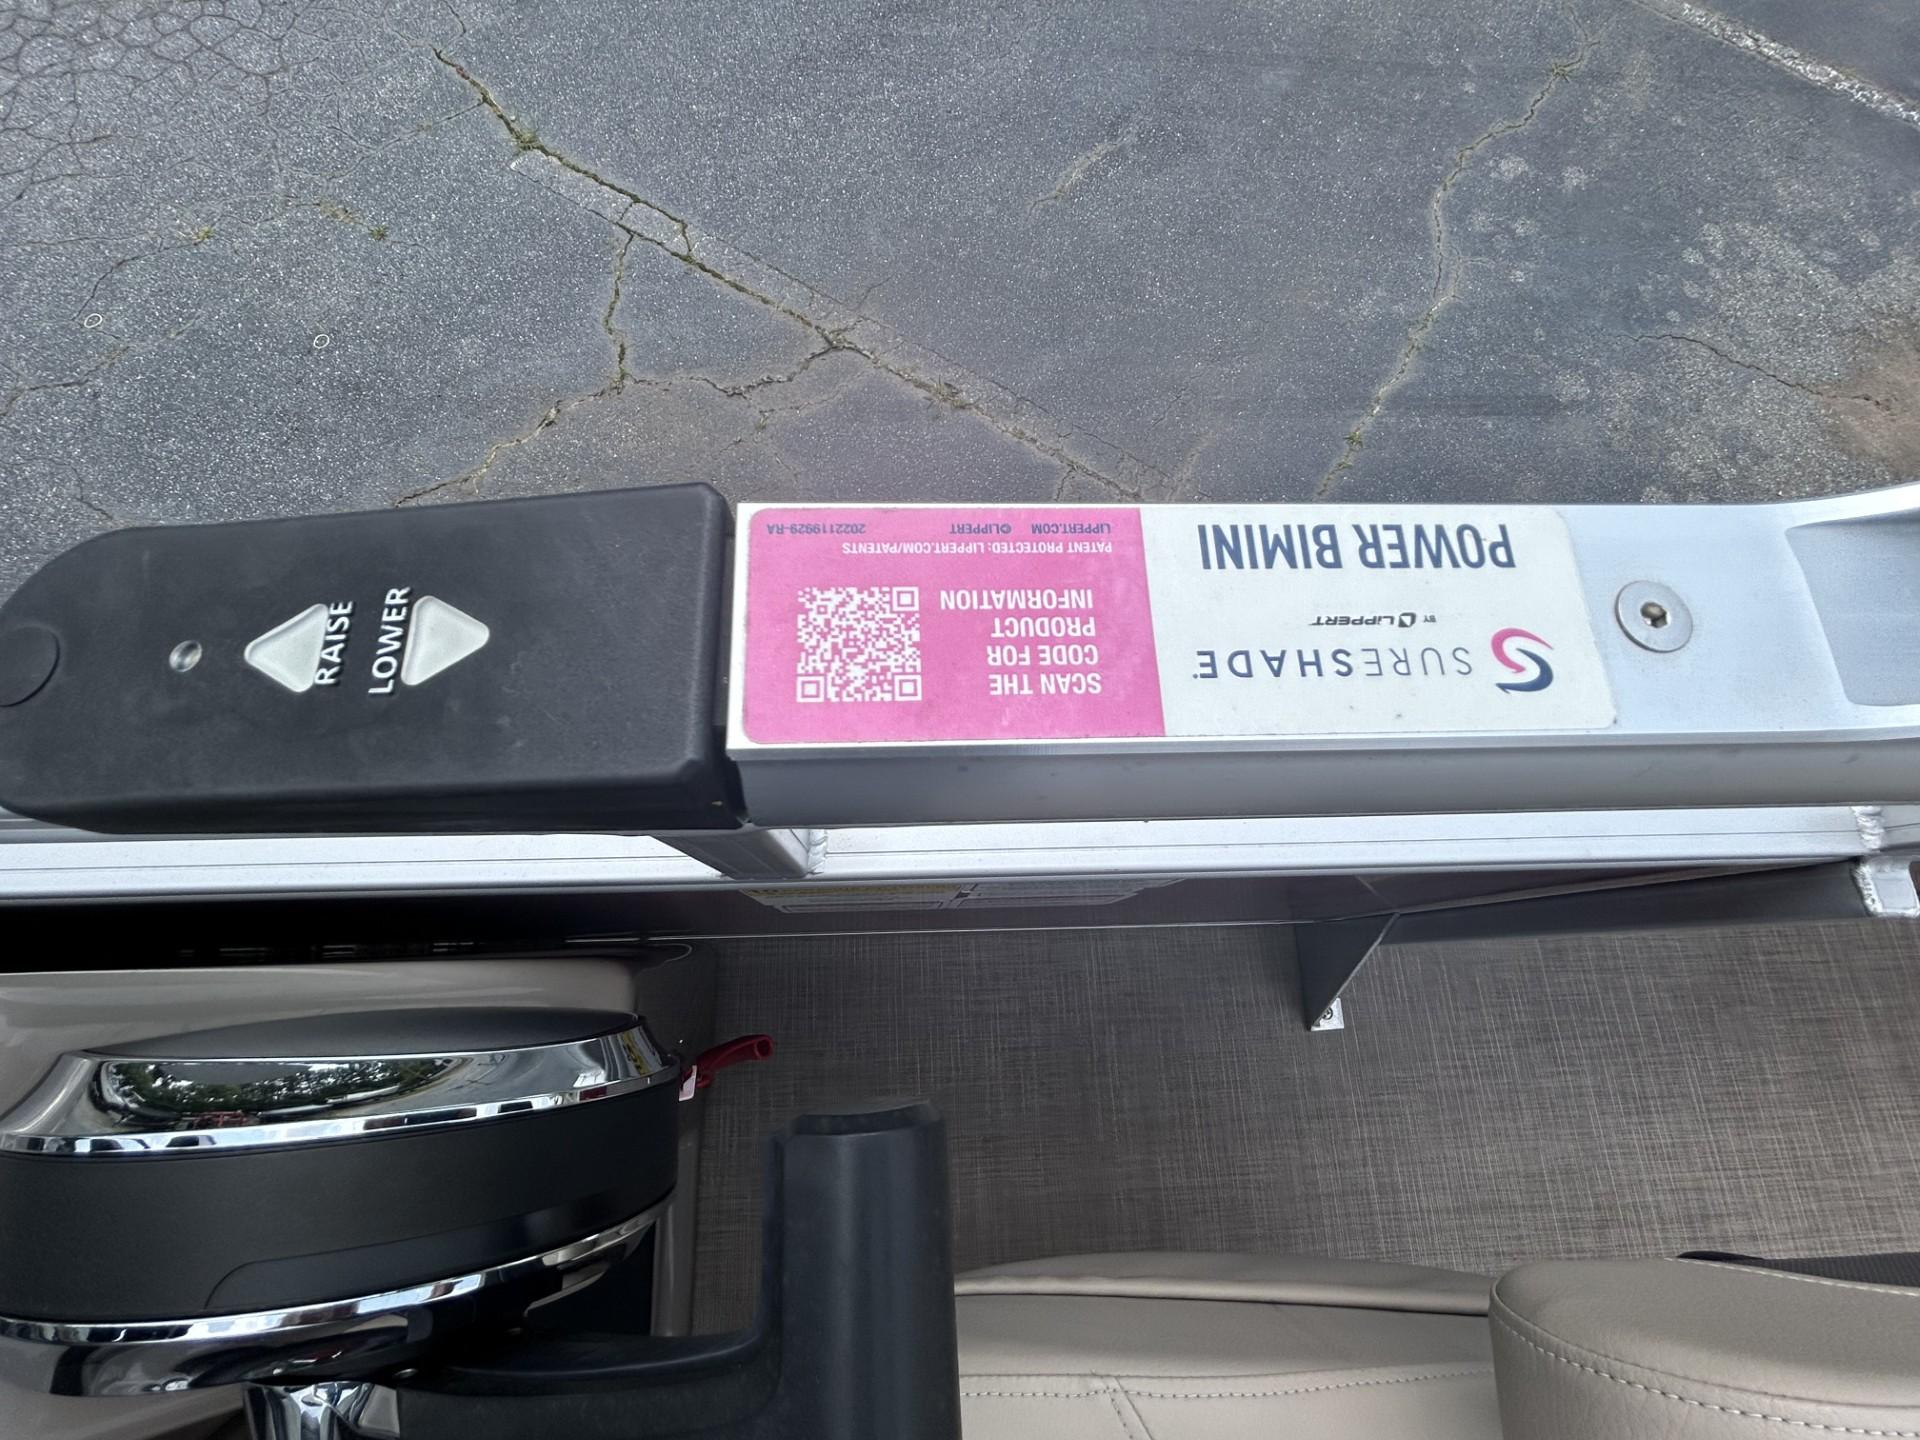 RAISE
LOWER
SURESHADE®
BY LIPPERT
POWER BIMINI
SCAN THE
CODE FOR
PRODUCT
INFORMATION
PATENT PROTECTED: LIPPERT.COM/PATENTS
LIPPERT.COM ©LIPPERT 2022119929-RA